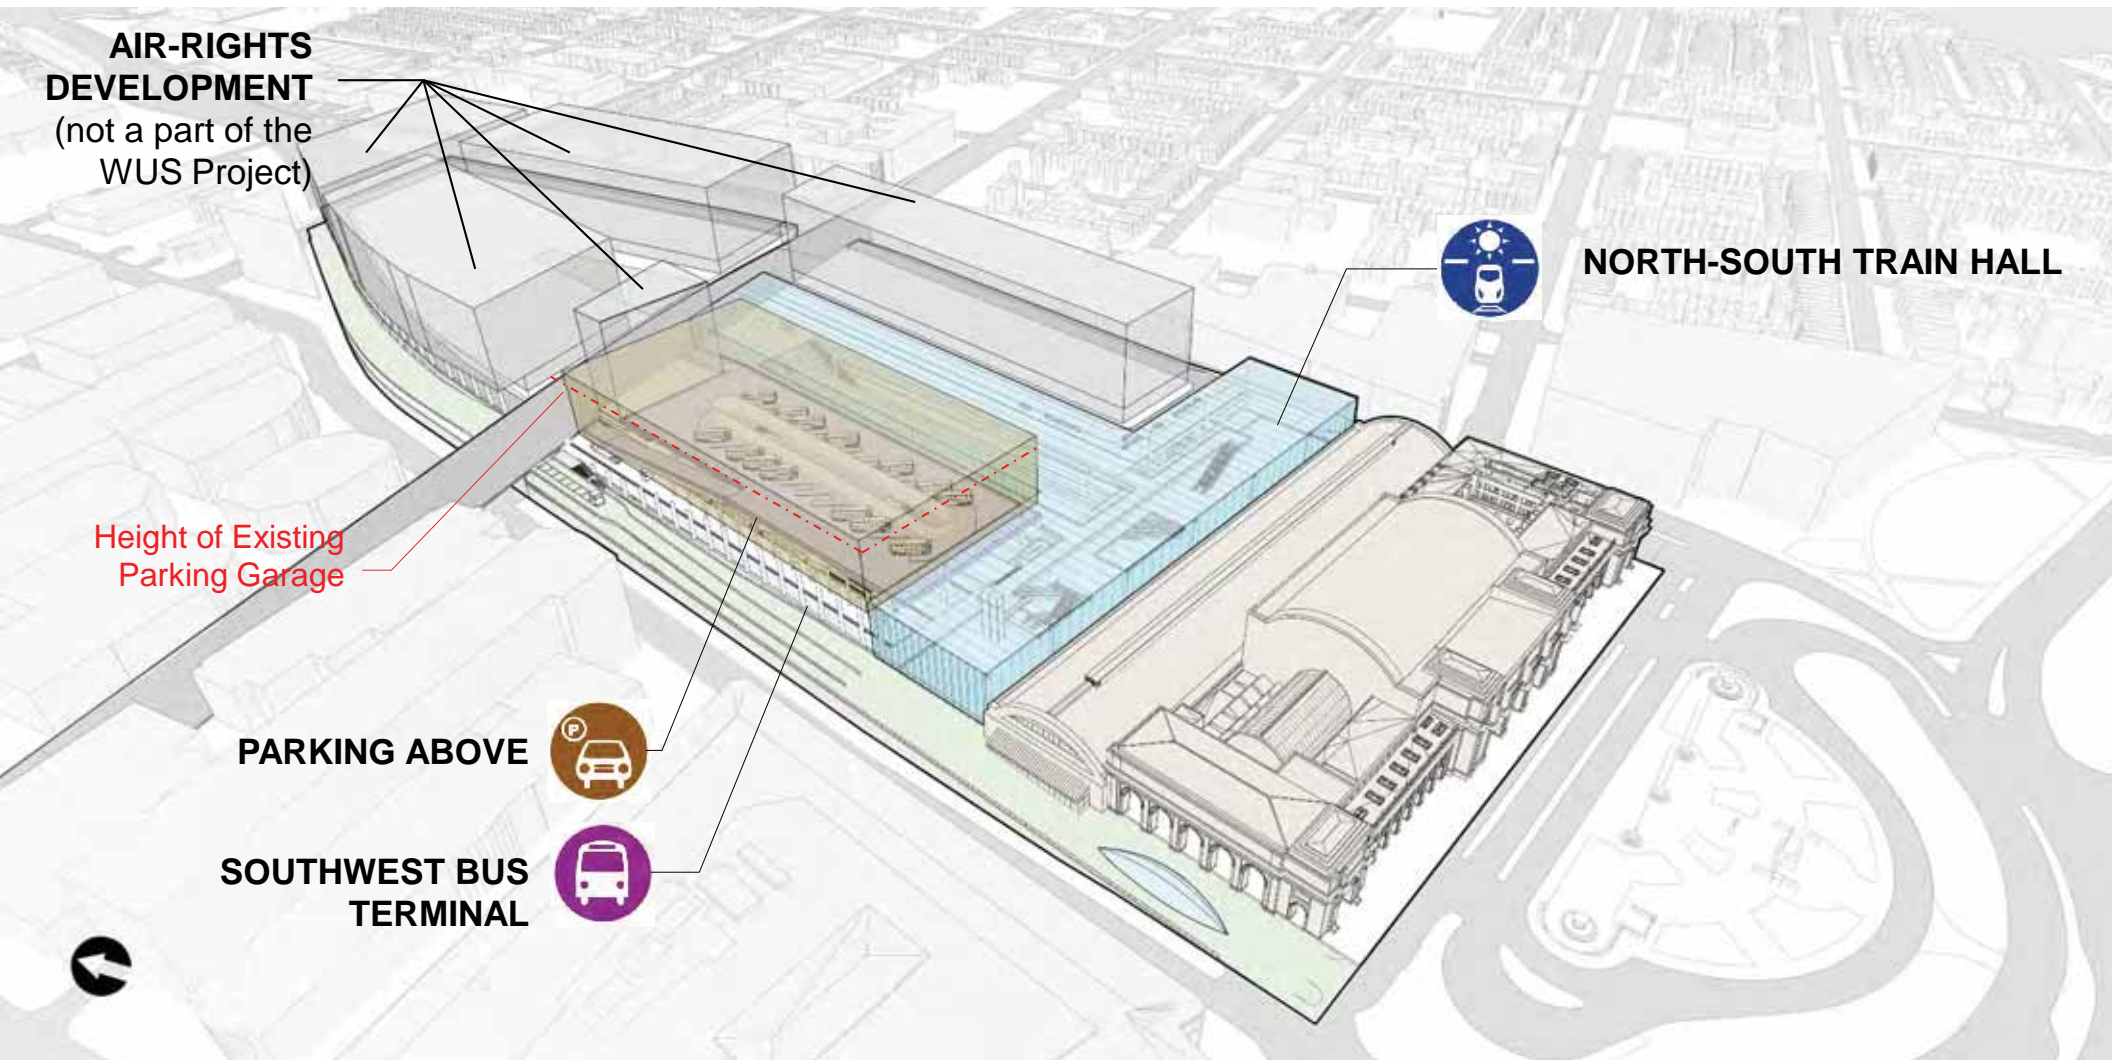 AIR-RIGHTS
DEVELOPMENT
(not a part of the
WUS Project)
NORTH-SOUTH TRAIN HALL
Height of Existing
Parking Garage
P
PARKING ABOVE
SOUTHWEST BUS
TERMINAL